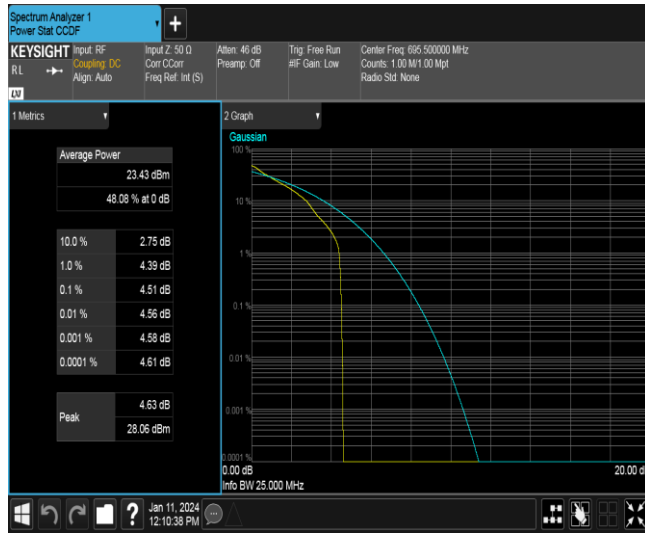 Spectrum Analyzer 1
Power Stat CCDF
+
KEYSIGHT
RL
LXI
Input: RF
Coupling: DC
Align: Auto
Input Z: 50 Ω
Corr CCorr
Freq Ref: Int (S)
Atten: 46 dB
Preamp: Off
Trig: Free Run
#IF Gain: Low
Center Freq: 695.500000 MHz
Counts: 1.00 M/1.00 Mpt
Radio Std: None
1 Metrics
Average Power
23.43 dBm
48.08 % at 0 dB
10.0 % 2.75 dB
1.0 % 4.39 dB
0.1 % 4.51 dB
0.01 % 4.56 dB
0.001 % 4.58 dB
0.0001 % 4.61 dB
Peak
4.63 dB
28.06 dBm
2 Graph
Gaussian
100 %
10 %
1 %
0.1 %
0.01 %
0.001 %
0.0001 %
0.00 dB
20.00 d
Info BW 25.000 MHz
?
Jan 11, 2024
12:10:38 PM